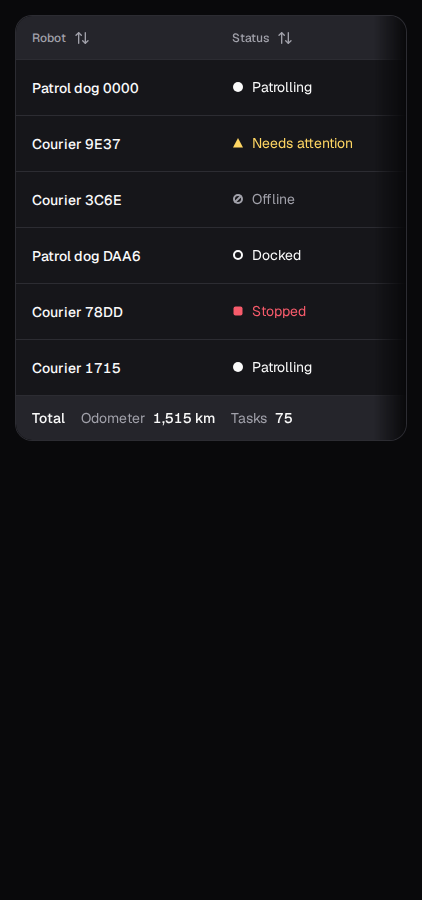 Robot Status
Patrol dog 0000 Patrolling
Courier 9E37 Needs attention
Courier 3C6E Offline
Patrol dog DAA6 Docked
Courier 78DD Stopped
Courier 1715 Patrolling
Total Odometer 1,515 km Tasks 75